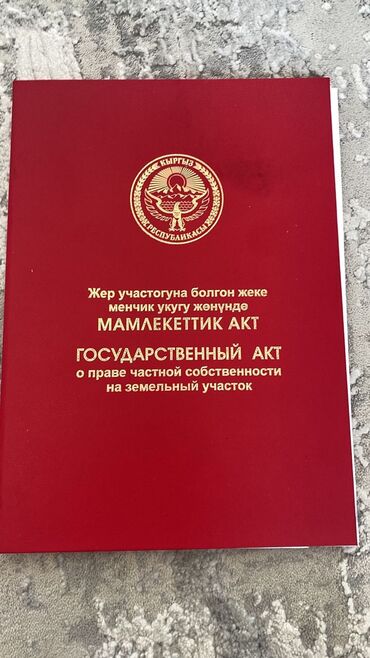 КЫРГЫЗ
РЕСПУБЛИКАСЫ
Жер участогуна болгон жеке
менчик укугу жөнүндө
МАМЛЕКЕТТИК АКТ
ГОСУДАРСТВЕННЫЙ АКТ
о праве частной собственности
на земельный участок